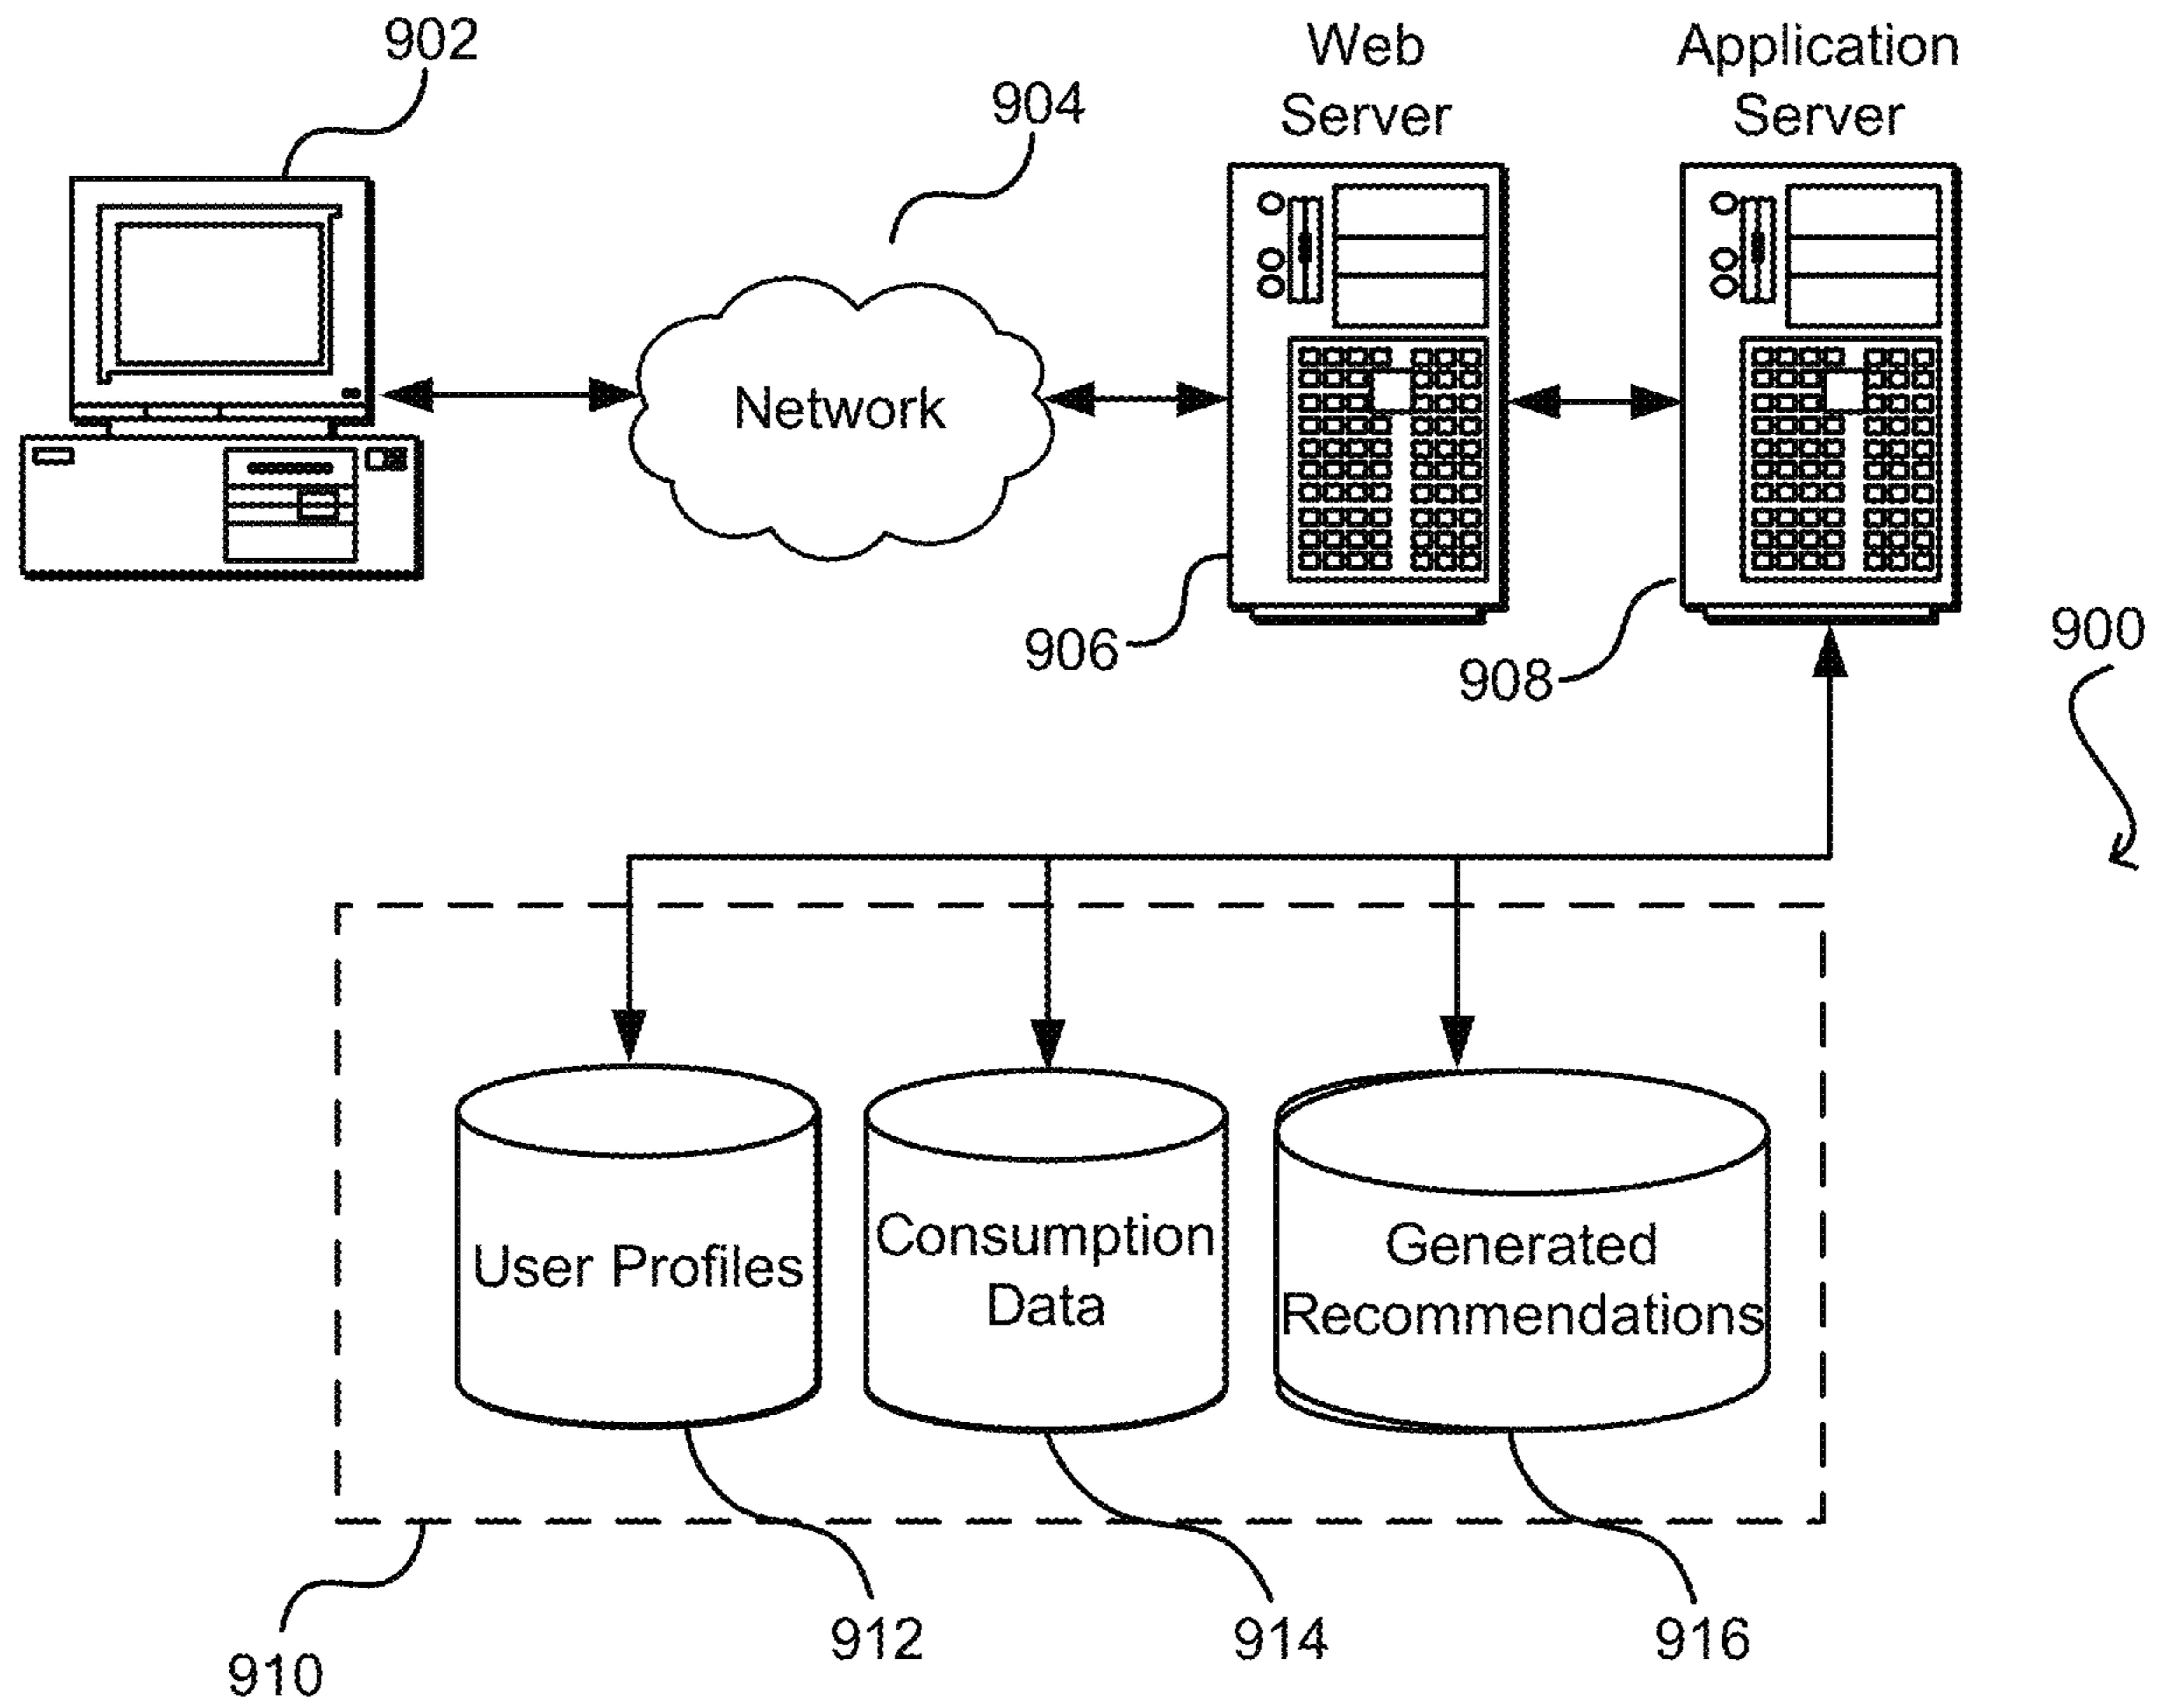 902
904
Web
Server
Application
Server
Network
906
908
900
User Profiles
Consumption
Data
Generated
Recommendations
910
912
914
916